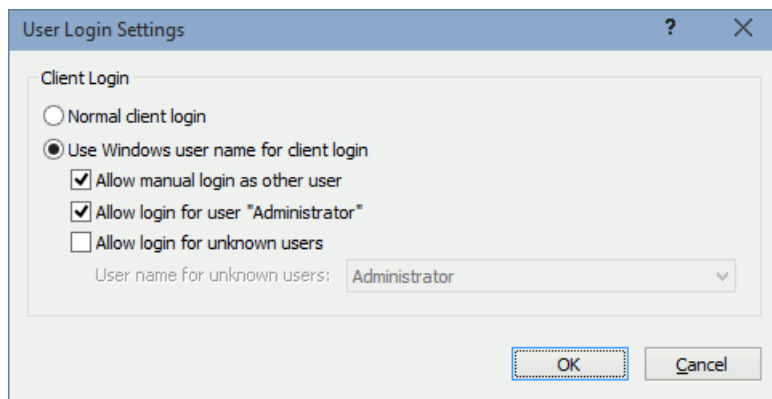 User Login Settings ?
Client Login
Normal client login
Use Windows user name for client login
Allow manual login as other user
Allow login for user "Administrator"
Allow login for unknown users
User name for unknown users: Administrator
OK Cancel